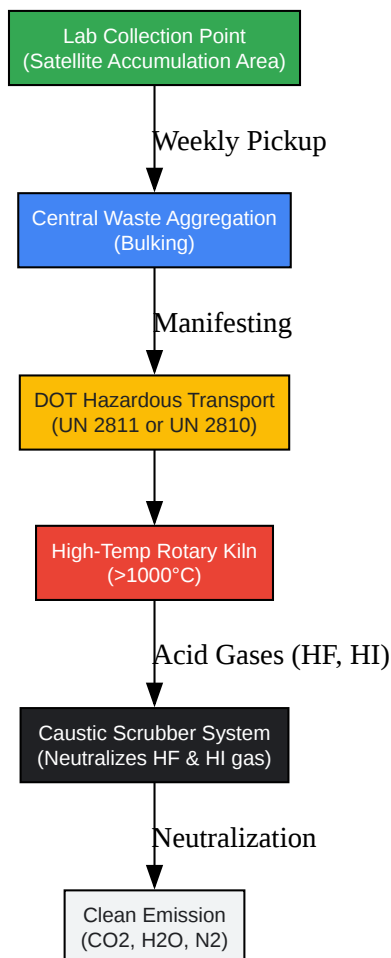 Lab Collection Point
(Satellite Accumulation Area)
Weekly Pickup
Central Waste Aggregation
(Bulking)
Manifesting
DOT Hazardous Transport
(UN 2811 or UN 2810)
High-Temp Rotary Kiln
(>1000°C)
Acid Gases (HF, HI)
Caustic Scrubber System
(Neutralizes HF & HI gas)
Neutralization
Clean Emission
(CO2, H2O, N2)